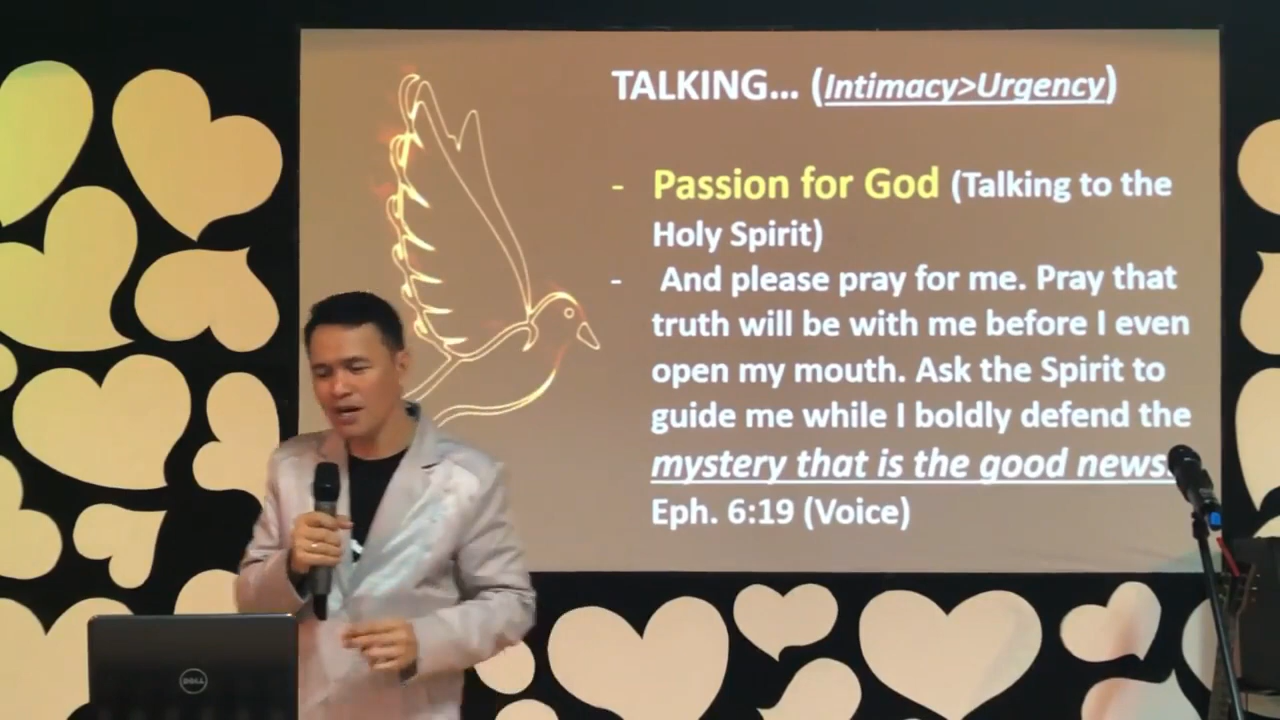 TALKING... (Intimacy>Urgency)
- Passion for God (Talking to the
Holy Spirit)
- And please pray for me. Pray that
truth will be with me before I even
open my mouth. Ask the Spirit to
guide me while I boldly defend the
mystery that is the good news.
Eph. 6:19 (Voice)
DELL